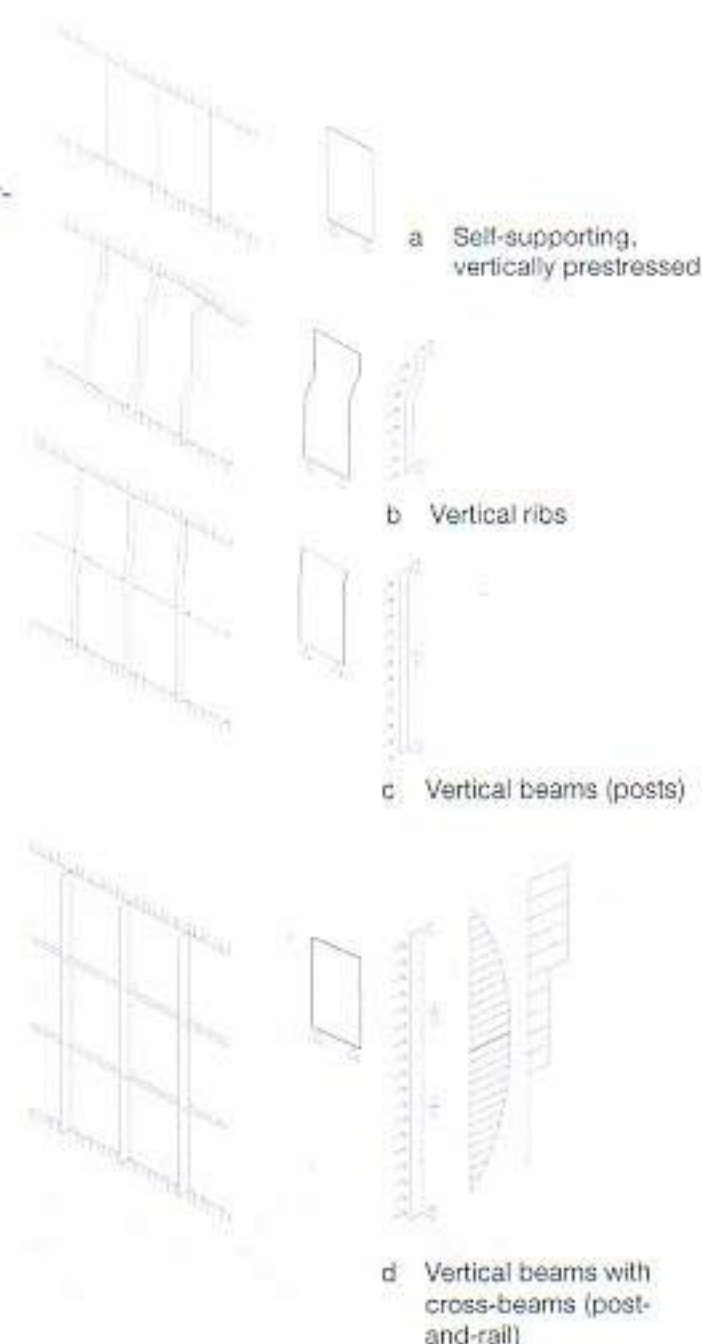 a Self-supporting,
vertically prestressed
b Vertical ribs
c Vertical beams (posts)
d Vertical beams with
cross-beams (post-
and-rail)